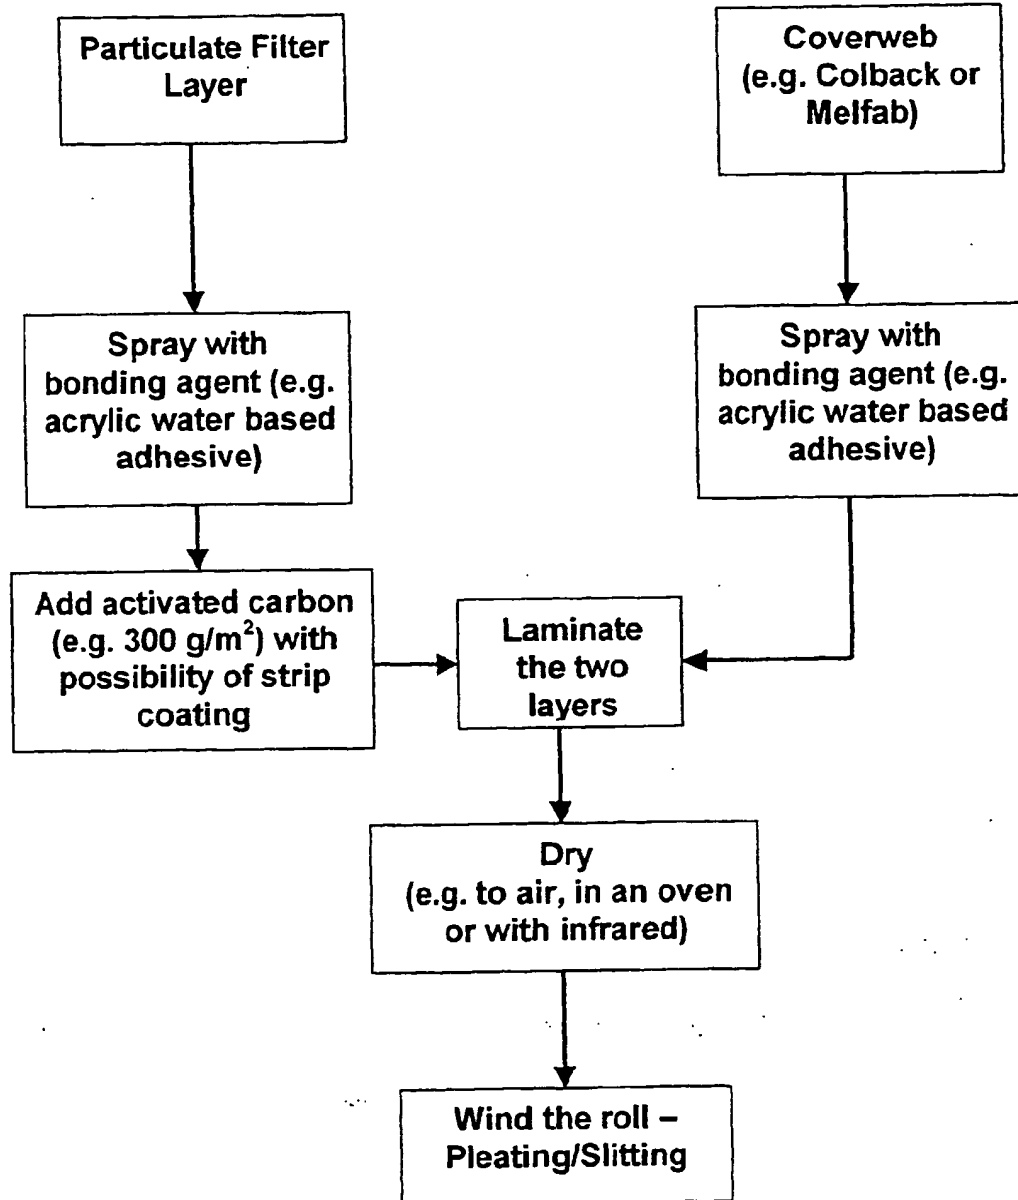 Particulate Filter
Layer
Coverweb
(e.g. Colback or
Melfab)
Spray with
bonding agent (e.g.
acrylic water based
adhesive)
Spray with
bonding agent (e.g.
acrylic water based
adhesive)
Add activated carbon
(e.g. 300 g/m²) with
possibility of strip
coating
Laminate
the two
layers
Dry
(e.g. to air, in an oven
or with infrared)
Wind the roll –
Pleating/Slitting